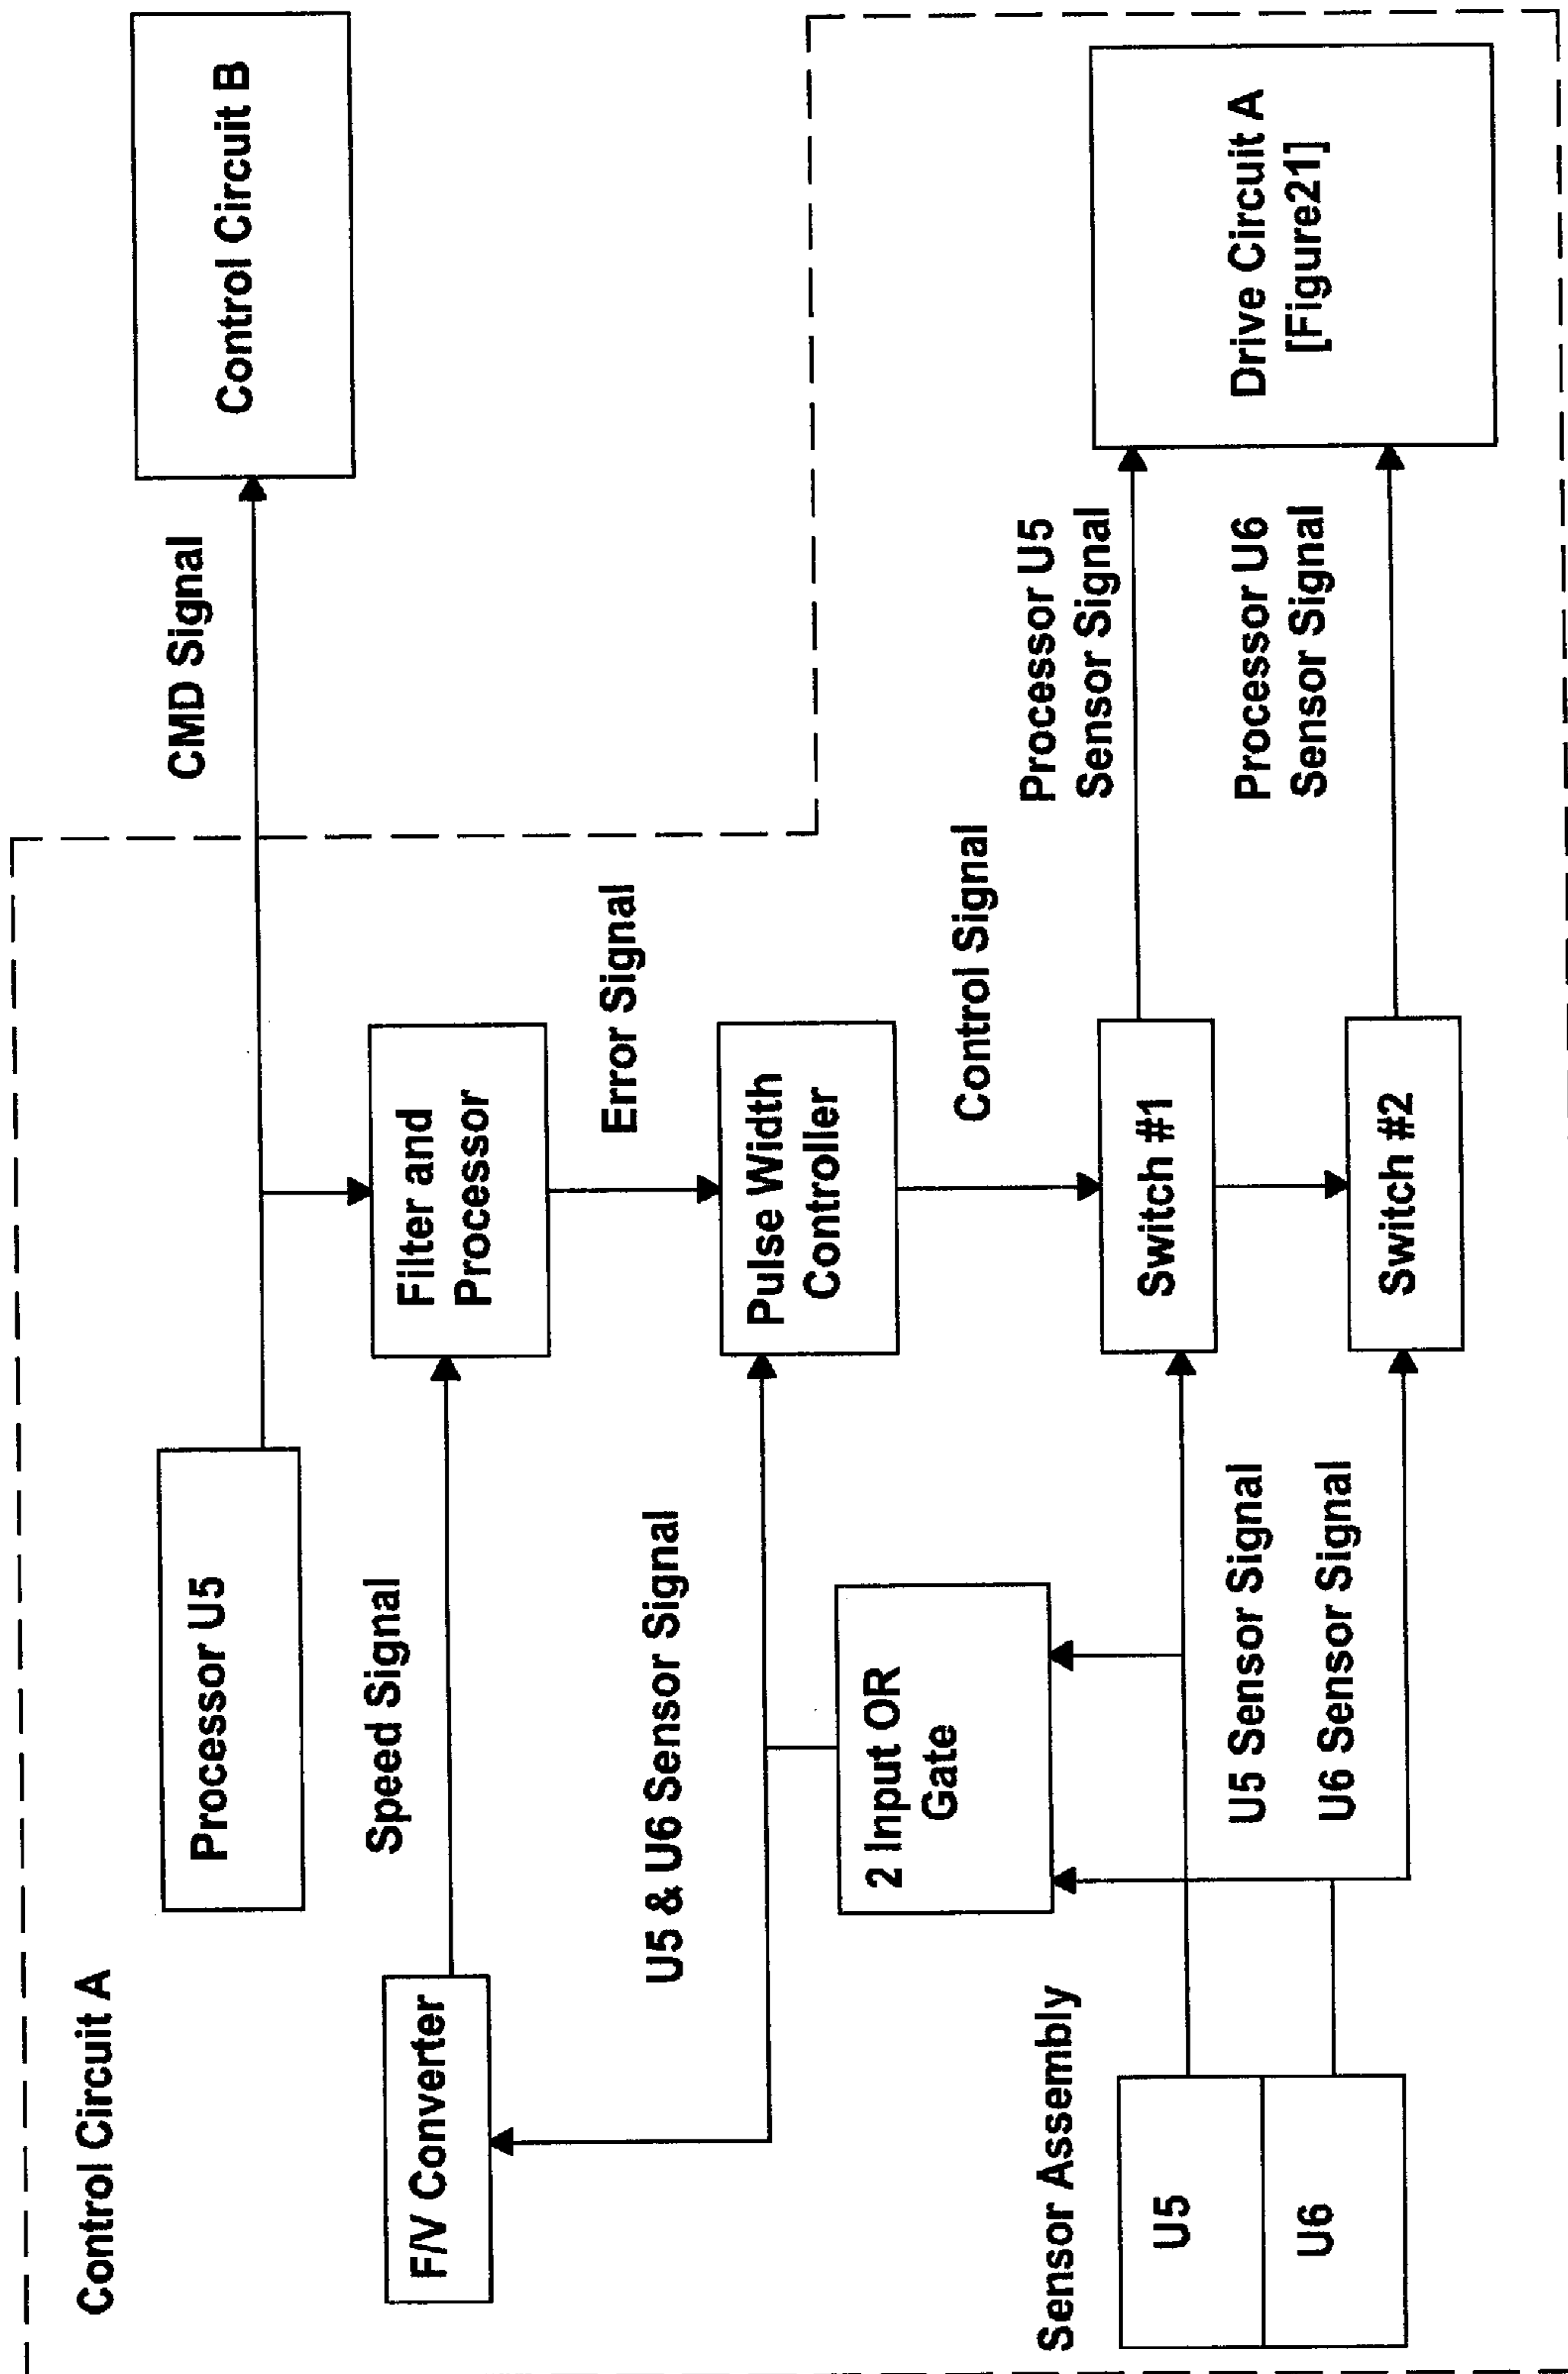 Control Circuit A
Control Circuit B
CMD Signal
Processor U5
F/V Converter
Speed Signal
Filter and
Processor
Error Signal
U5 & U6 Sensor Signal
Pulse Width
Controller
2 Input OR
Gate
Control Signal
Sensor Assembly
U5
U6
U5 Sensor Signal
U6 Sensor Signal
Switch #1
Switch #2
Processor U5
Sensor Signal
Processor U6
Sensor Signal
Drive Circuit A
[Figure21]